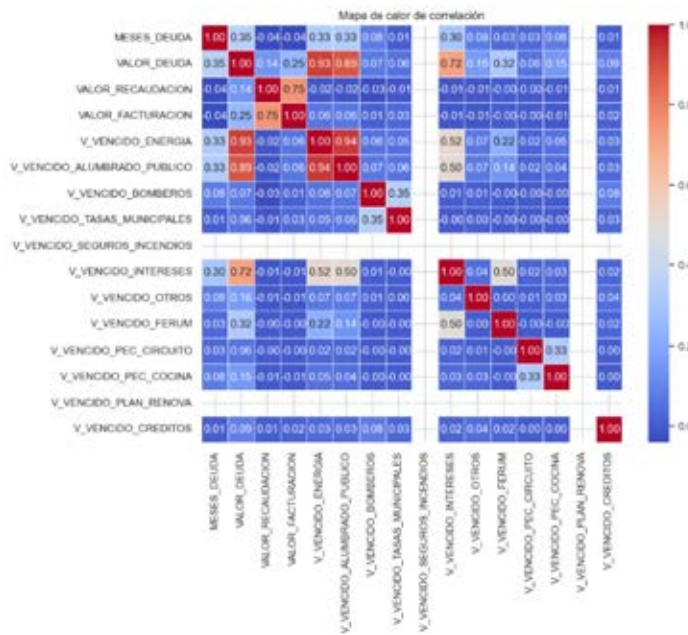 Mapa de calor de correlación
MESES_DEUDA 1.00 0.35 -0.04 -0.04 0.33 0.33 0.01 0.30 0.03 0.03 0.01
VALOR_DEUDA 0.35 1.00 0.14 0.25 0.93 0.89 0.07 0.06 0.72 0.16 0.32 0.06 0.15 0.09
VALOR_RECAUDACION -0.04 0.14 1.00 0.75 -0.02 -0.02 -0.03 -0.01 -0.01 -0.01 -0.00 -0.00 -0.01 0.01
VALOR_FACTURACION -0.04 0.25 0.75 1.00 0.06 0.06 0.01 0.03 -0.01 -0.01 -0.00 -0.00 -0.01 0.02
V_VENCIDO_ENERGIA 0.33 0.93 -0.02 0.06 1.00 0.94 0.06 0.05 0.52 0.07 0.22 0.02 0.05 0.03
V_VENCIDO_ALUMBRADO_PUBLICO 0.33 0.89 -0.02 0.06 0.94 1.00 0.07 0.06 0.50 0.07 0.14 0.02 0.04 0.03
V_VENCIDO_BOMBEROS 0.07 -0.03 0.01 0.06 0.07 1.00 0.35 0.01 -0.01 -0.00 -0.00 -0.00
V_VENCIDO_TASAS_MUNICIPALES 0.01 0.06 -0.01 0.03 0.05 0.06 0.35 1.00 -0.00 -0.00 -0.00 -0.00 0.03
V_VENCIDO_SEGUROS_INCENDIOS
V_VENCIDO_INTERESES 0.30 0.72 -0.01 -0.01 0.52 0.50 0.01 -0.00 1.00 0.04 0.50 0.02 0.03 0.02
V_VENCIDO_OTROS 0.16 -0.01 -0.01 0.07 0.07 -0.01 -0.00 0.04 1.00 0.00 0.01 0.03 0.04
V_VENCIDO_FERUM 0.03 0.32 -0.00 -0.00 0.22 0.14 -0.00 -0.00 0.50 0.00 1.00 -0.00 -0.00 0.02
V_VENCIDO_PEC_CIRCUITO 0.03 0.06 -0.00 -0.00 0.02 0.02 -0.00 -0.00 0.02 0.01 -0.00 1.00 0.33 0.00
V_VENCIDO_PEC_COCINA 0.15 -0.01 -0.01 0.05 0.04 -0.00 -0.00 0.03 0.03 -0.00 0.33 1.00 0.00
V_VENCIDO_PLAN_RENOVA
V_VENCIDO_CREDITOS 0.01 0.09 0.01 0.02 0.03 0.03 0.03 0.02 0.04 0.02 0.00 0.00 1.00
MESES_DEUDA
VALOR_DEUDA
VALOR_RECAUDACION
VALOR_FACTURACION
V_VENCIDO_ENERGIA
V_VENCIDO_ALUMBRADO_PUBLICO
V_VENCIDO_BOMBEROS
V_VENCIDO_TASAS_MUNICIPALES
V_VENCIDO_SEGUROS_INCENDIOS
V_VENCIDO_INTERESES
V_VENCIDO_OTROS
V_VENCIDO_FERUM
V_VENCIDO_PEC_CIRCUITO
V_VENCIDO_PEC_COCINA
V_VENCIDO_PLAN_RENOVA
V_VENCIDO_CREDITOS